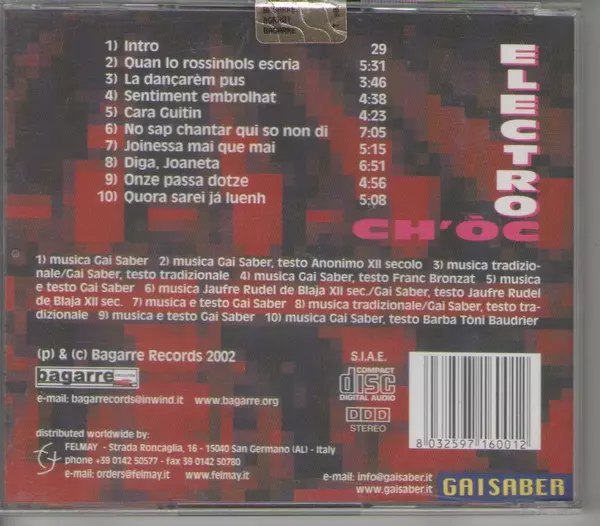 BAGARRE
1) Intro 29
2) Quan lo rossinhols escria 5:31
3) La dançarèm pus 3:46
4) Sentiment embrolhat 4:38
5) Cara Guitin 4:23
6) No sap chantar qui so non di 7:05
7) Joinessa mai que mai 5:15
8) Diga, Joaneta 6:51
9) Onze passa dotze 4:56
10) Quora sarei já luenh 5:08
ELECTRO
CH'ÒC
1) musica Gai Saber 2) musica Gai Saber, testo Anonimo XII secolo 3) musica tradizio-
nale/Gai Saber, testo tradizionale 4) musica Gai Saber, testo Franc Bronzat 5) musica
e testo Gai Saber 6) musica Jaufre Rudel de Blaja XII sec./Gai Saber, testo Jaufre Rudel
de Blaja XII sec. 7) musica e testo Gai Saber 8) musica tradizionale/Gai Saber, testo tra-
dizionale 9) musica e testo Gai Saber 10) musica Gai Saber, testo Barba Tòni Baudrier
(p) & (c) Bagarre Records 2002
S.I.A.E.
bagarre
COMPACT
disc
DIGITAL AUDIO
e-mail: bagarrecords@inwind.it www.bagarre.org
DDD
STEREO
8 032597 160012
distributed worldwide by:
FELMAY - Strada Roncaglia, 16 - 15040 San Germano (AL) - Italy
phone +39 0142 50577 - fax 39 0142 50780
e-mail: orders@felmay.it www.felmay.it
e-mail: info@gaisaber.it
www.gaisaber.it
GAISABER